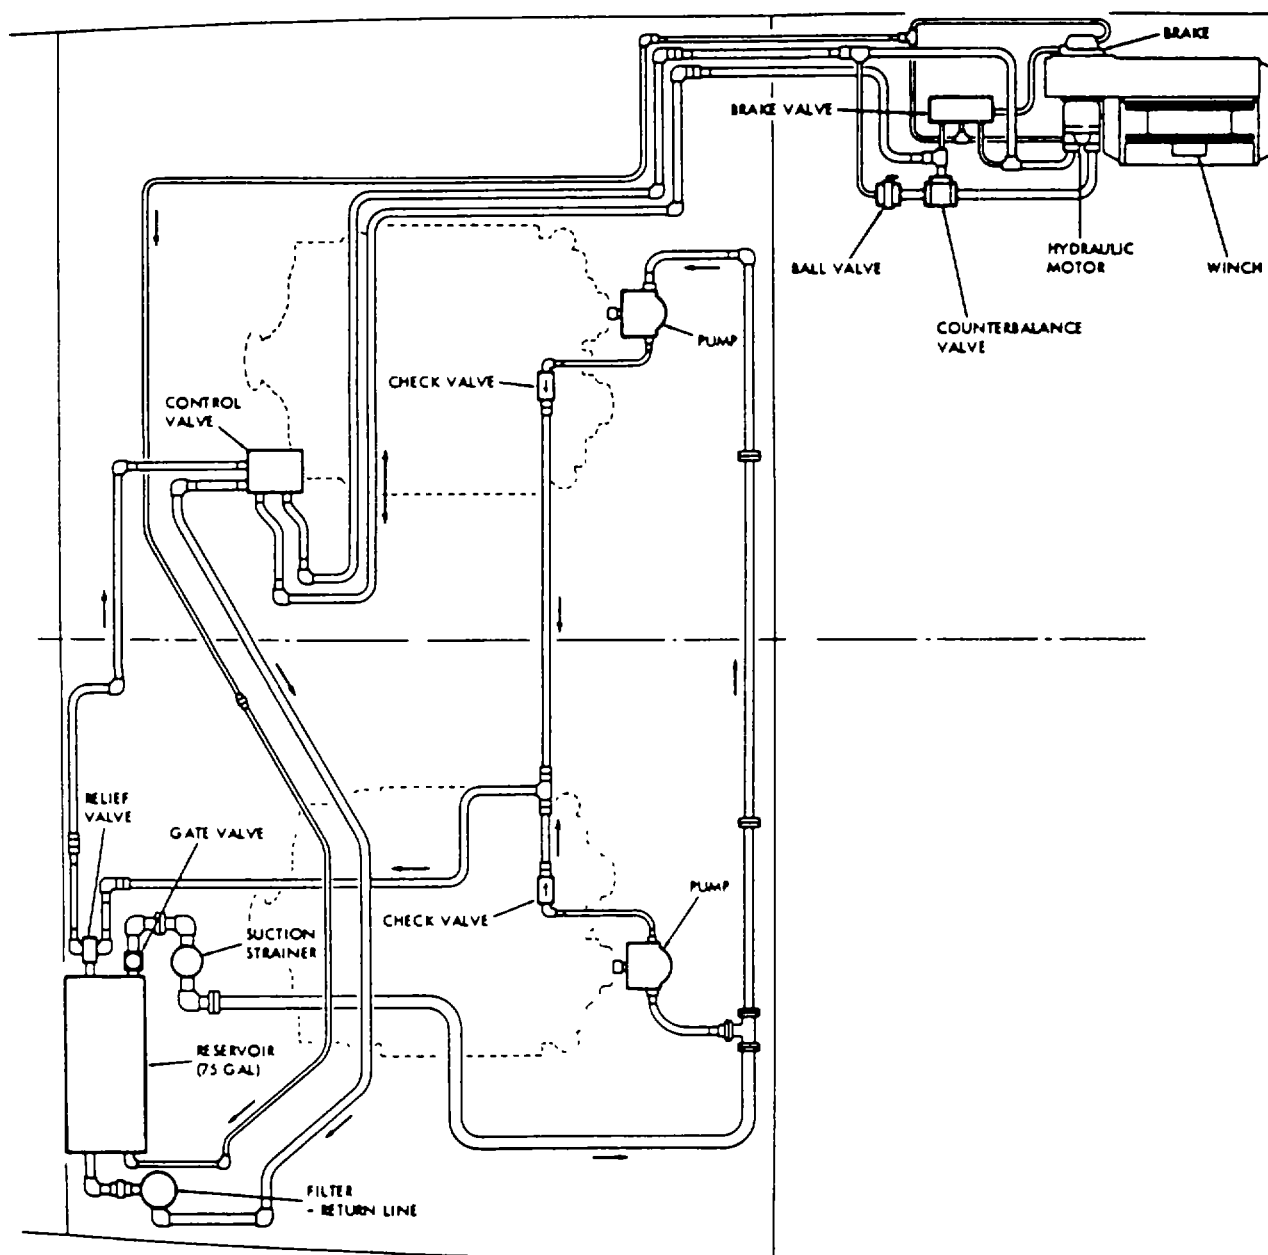 BRAKE
BRAKE VALVE
BALL VALVE
HYDRAULIC
MOTOR
WINCH
COUNTERBALANCE
VALVE
PUMP
CHECK VALVE
CONTROL
VALVE
RELIEF
VALVE
GATE VALVE
SUCTION
STRAINER
CHECK VALVE
PUMP
RESERVOIR
(75 GAL)
FILTER
- RETURN LINE